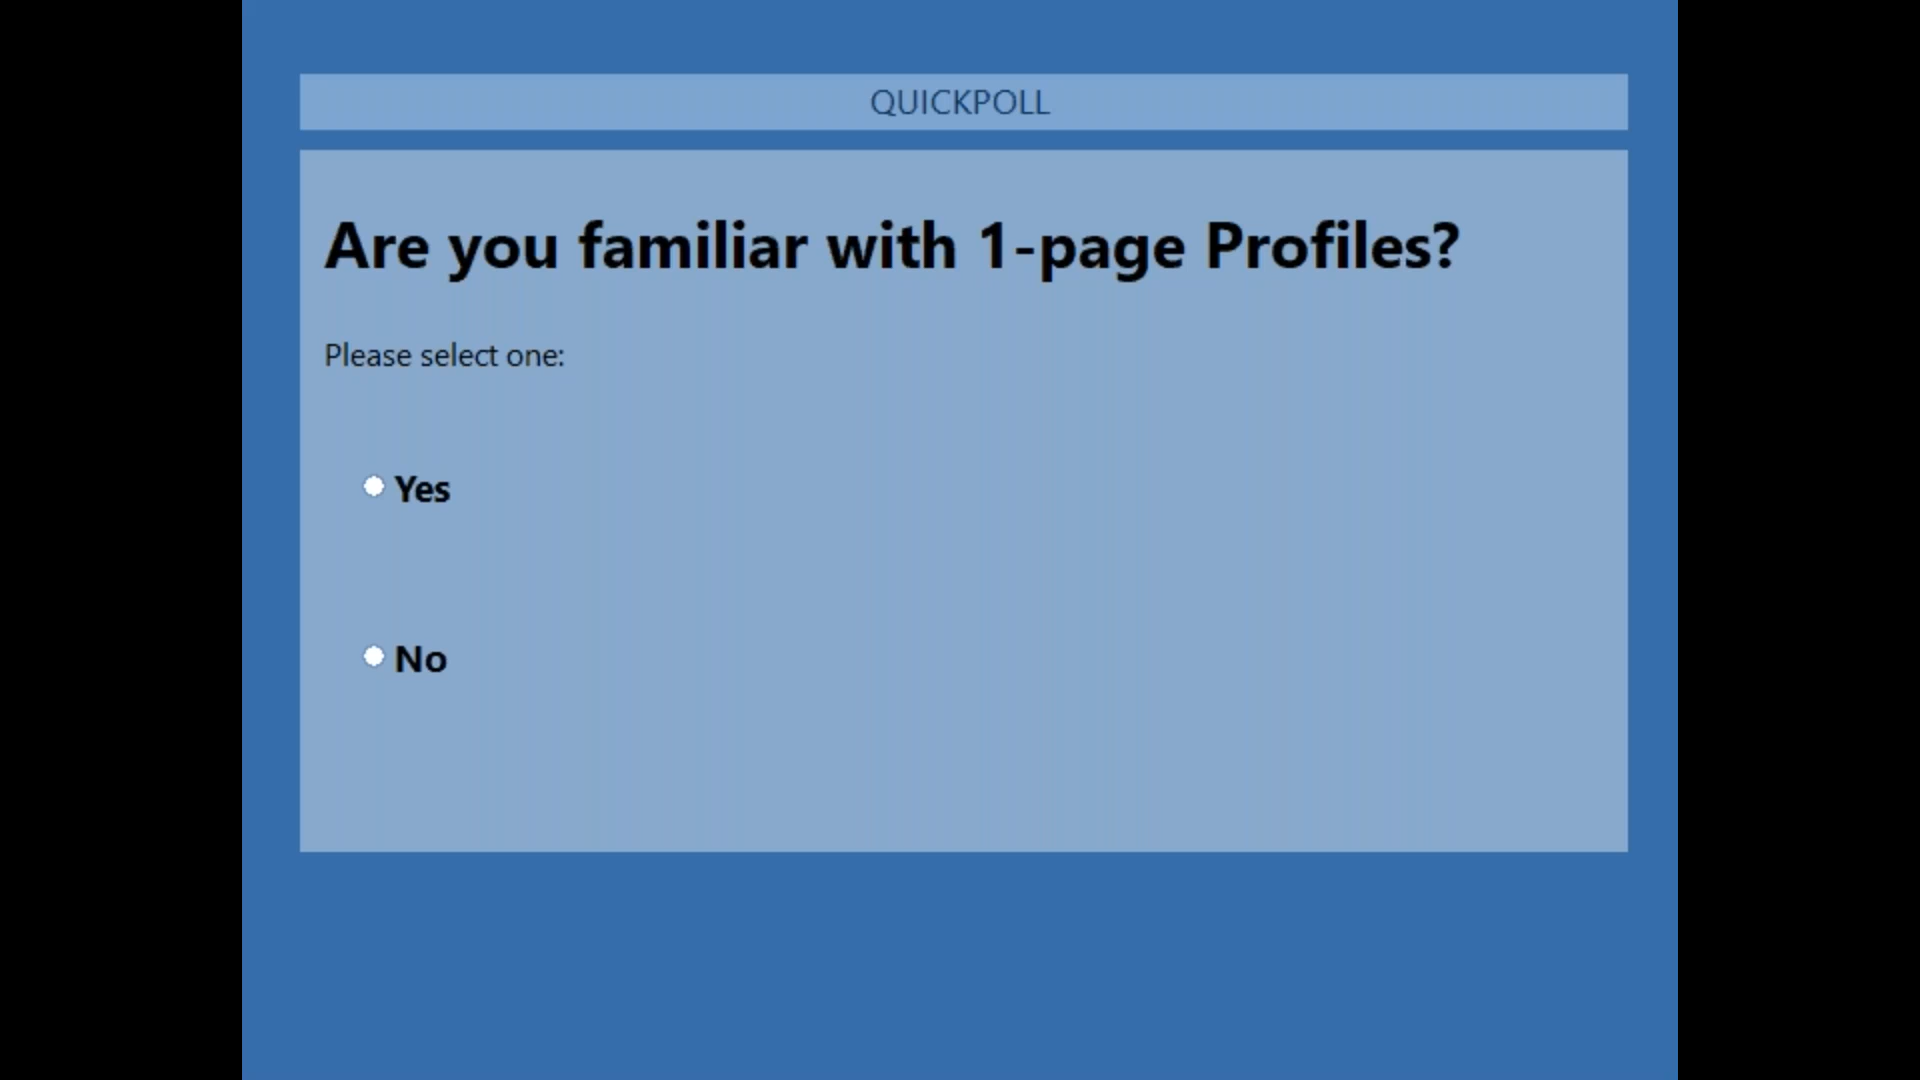 QUICKPOLL
Are you familiar with 1-page Profiles?
Please select one:
Yes
No